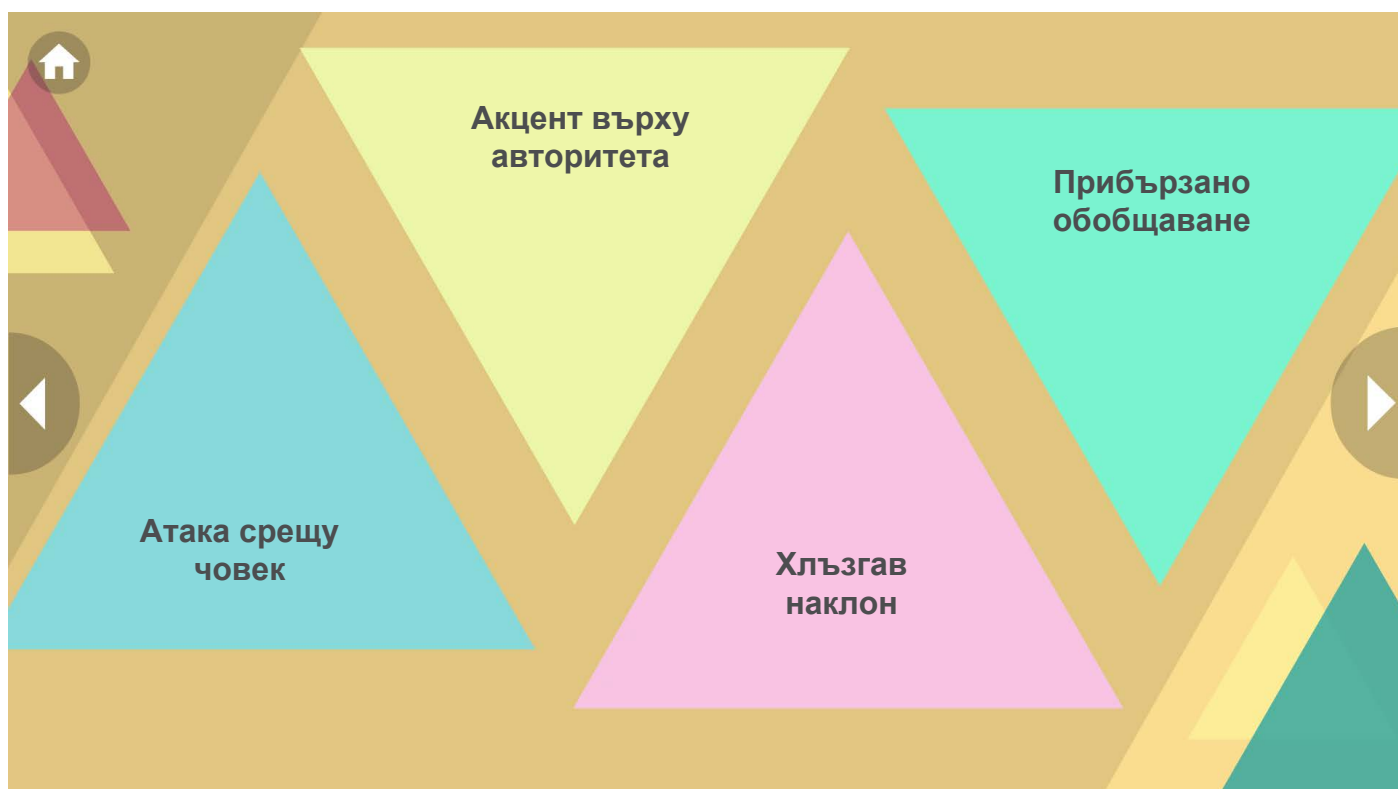 Акцент върху
авторитета
Прибързано
обобщаване
Атака срещу
човек
Хлъзгав
наклон